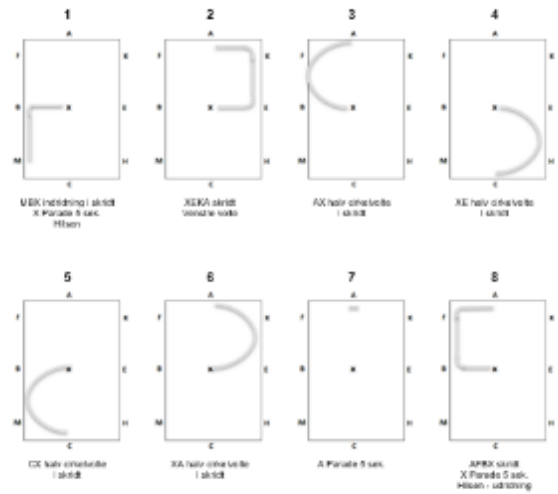 1 2 3 4
A A A A
F K F K F K F K
B X E B X E B E B X E
M H M H M H M H
C C C C
MBX indridning i skridt
X Parade 5 sek.
Hilsen
XEKA skridt
Venstre volte
AX halv cirkelvolte
i skridt
XE halv cirkelvolte
i skridt
5 6 7 8
A A A A
F K F K F K F K
B X E B E B X E B E
M H M H M H M H
C C C C
CX halv cirkelvolte
i skridt
XA halv cirkelvolte
i skridt
A Parade 5 sek.
AFBX skridt
X Parade 5 sek.
Hilsen - udridning